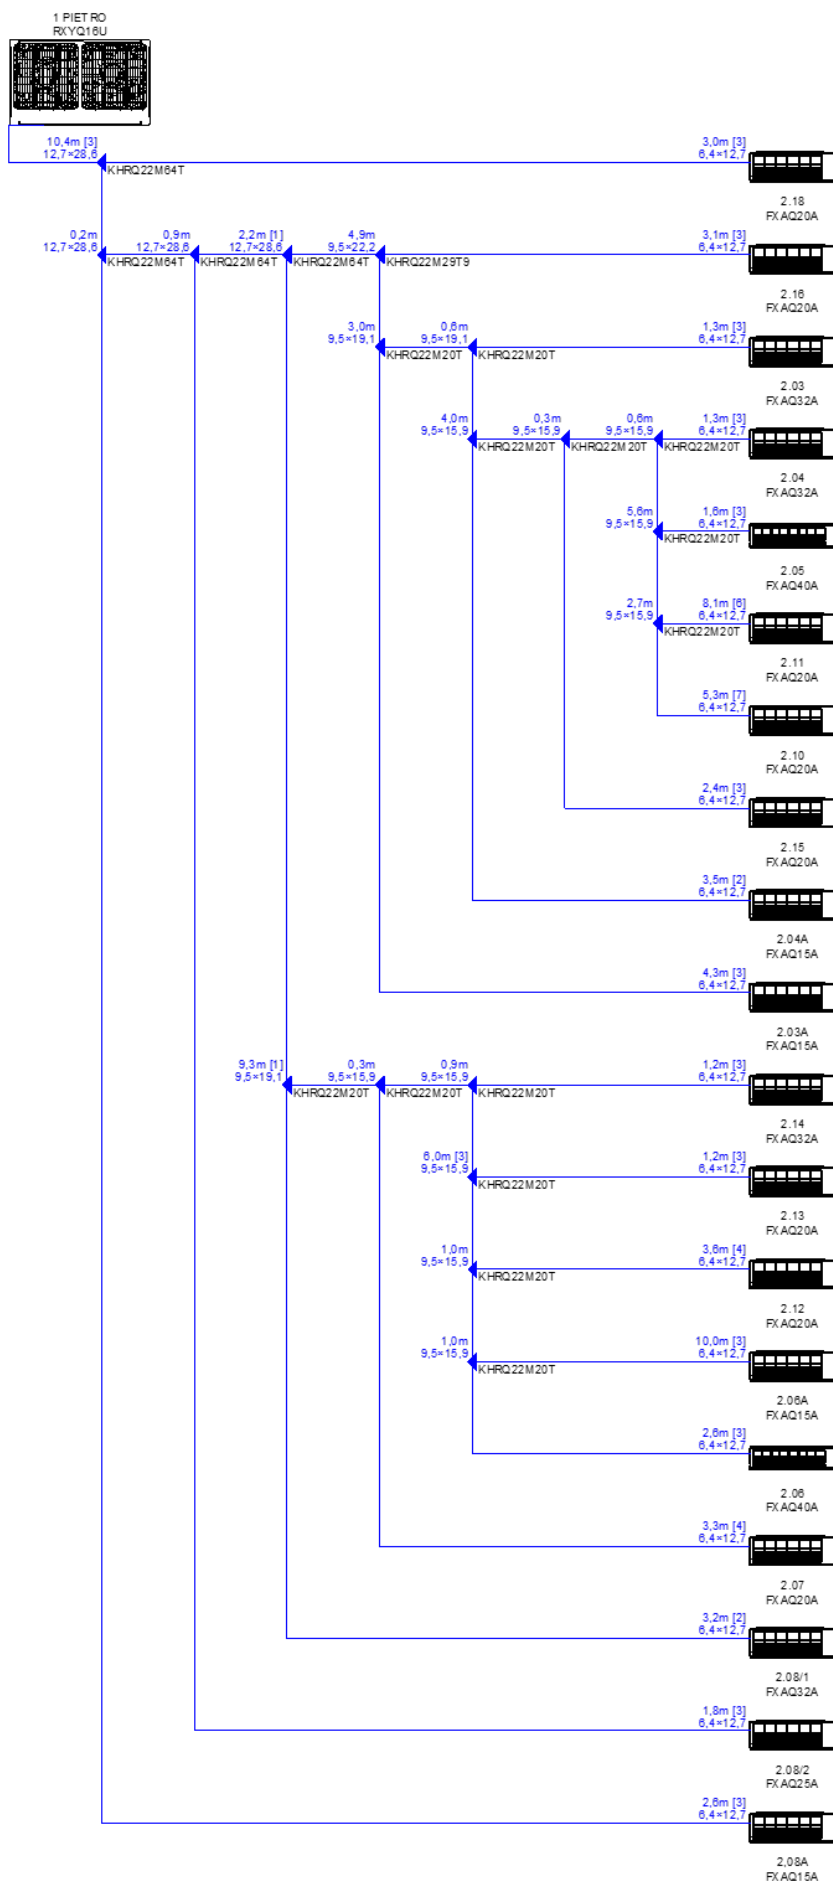 1 PIETRO
RXYQ16U
10,4m [3]
12,7×28,6
KHRQ22M64T
3,0m [3]
6,4×12,7
2.18
FXAQ20A
0,2m
12,7×28,6
KHRQ22M64T
0,9m
12,7×28,6
KHRQ22M64T
2,2m [1]
12,7×28,6
KHRQ22M64T
4,9m
9,5×22,2
KHRQ22M29T9
3,1m [3]
6,4×12,7
2.16
FXAQ20A
3,0m
9,5×19,1
KHRQ22M20T
0,6m
9,5×19,1
KHRQ22M20T
1,3m [3]
6,4×12,7
2.03
FXAQ32A
4,0m
9,5×15,9
KHRQ22M20T
0,3m
9,5×15,9
KHRQ22M20T
0,6m
9,5×15,9
KHRQ22M20T
1,3m [3]
6,4×12,7
2.04
FXAQ32A
5,6m
9,5×15,9
KHRQ22M20T
1,6m [3]
6,4×12,7
2.05
FXAQ40A
2,7m
9,5×15,9
KHRQ22M20T
8,1m [6]
6,4×12,7
2.11
FXAQ20A
5,3m [7]
6,4×12,7
2.10
FXAQ20A
2,4m [3]
6,4×12,7
2.15
FXAQ20A
3,5m [2]
6,4×12,7
2.04A
FXAQ15A
4,3m [3]
6,4×12,7
2.03A
FXAQ15A
9,3m [1]
9,5×19,1
KHRQ22M20T
0,3m
9,5×15,9
KHRQ22M20T
0,9m
9,5×15,9
KHRQ22M20T
1,2m [3]
6,4×12,7
2.14
FXAQ32A
6,0m [3]
9,5×15,9
KHRQ22M20T
1,2m [3]
6,4×12,7
2.13
FXAQ20A
1,0m
9,5×15,9
KHRQ22M20T
3,6m [4]
6,4×12,7
2.12
FXAQ20A
1,0m
9,5×15,9
KHRQ22M20T
10,0m [3]
6,4×12,7
2.06A
FXAQ15A
2,6m [3]
6,4×12,7
2.06
FXAQ40A
3,3m [4]
6,4×12,7
2.07
FXAQ20A
3,2m [2]
6,4×12,7
2.08/1
FXAQ32A
1,8m [3]
6,4×12,7
2.08/2
FXAQ25A
2,6m [3]
6,4×12,7
2,08A
FXAQ15A